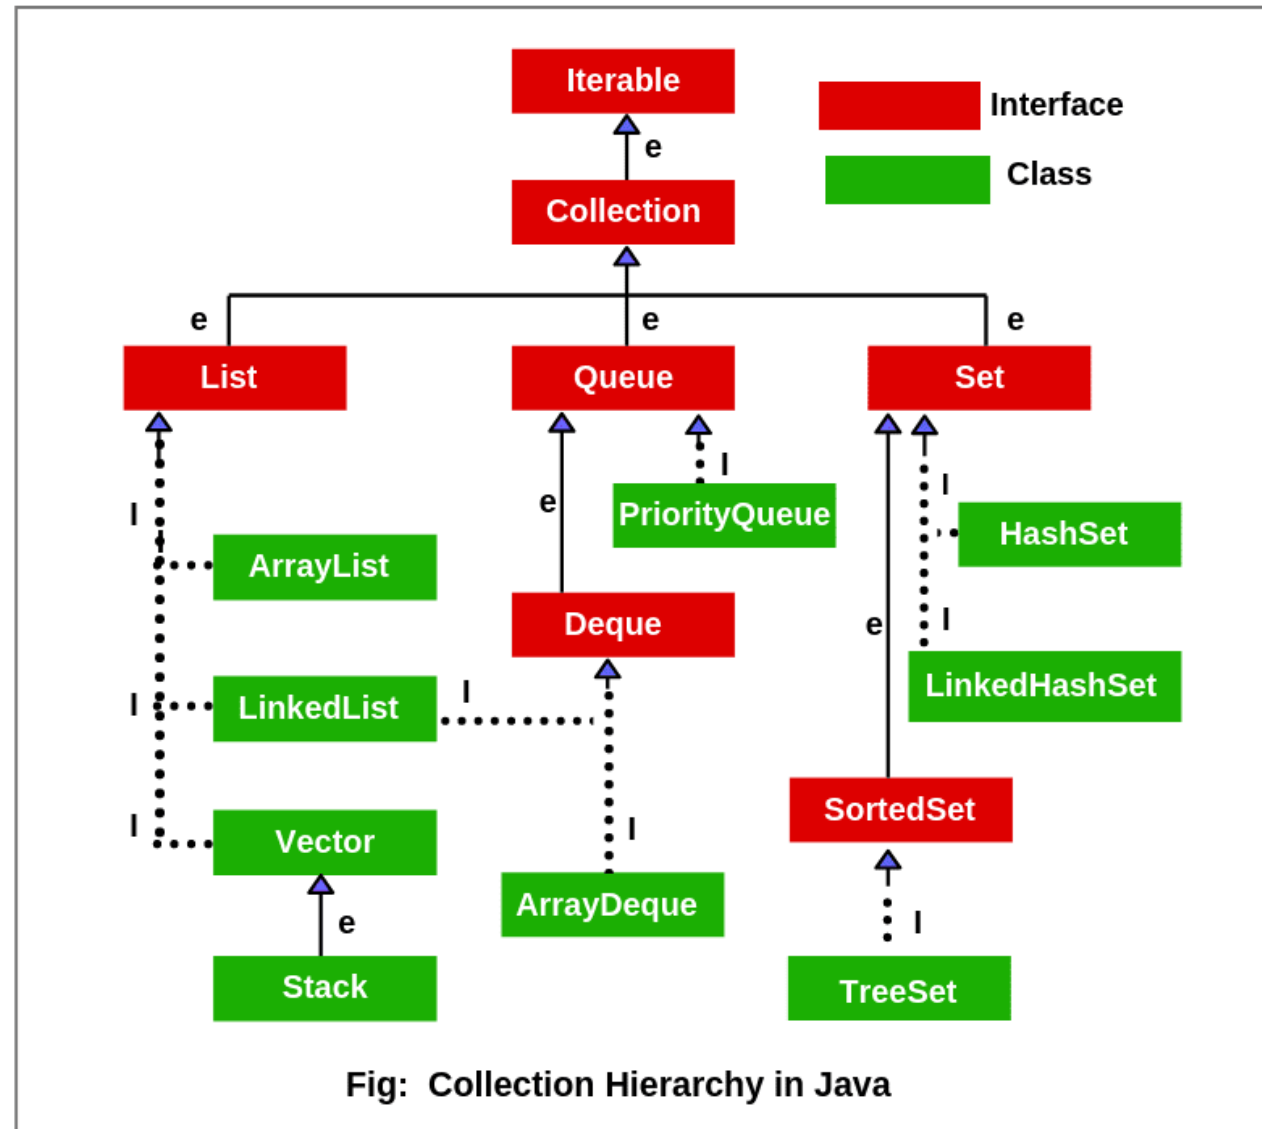 Iterable
Interface
e
Class
Collection
e
e
e
List
Queue
Set
I
I
e
I
PriorityQueue
HashSet
ArrayList
I
e
Deque
LinkedHashSet
I
I
LinkedList
SortedSet
I
I
Vector
e
I
ArrayDeque
Stack
TreeSet
Fig: Collection Hierarchy in Java